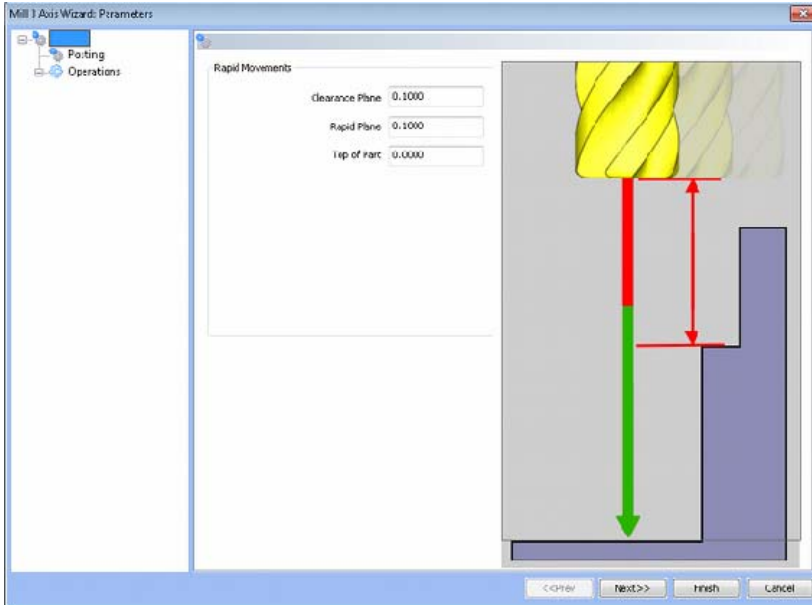 Mill 3 Axis Wizard: Parameters
Posting
Operations
Rapid Movements
Clearance Plane 0.1000
Rapid Plane 0.1000
Top of Part 0.0000
<<Prev Next>> Finish Cancel